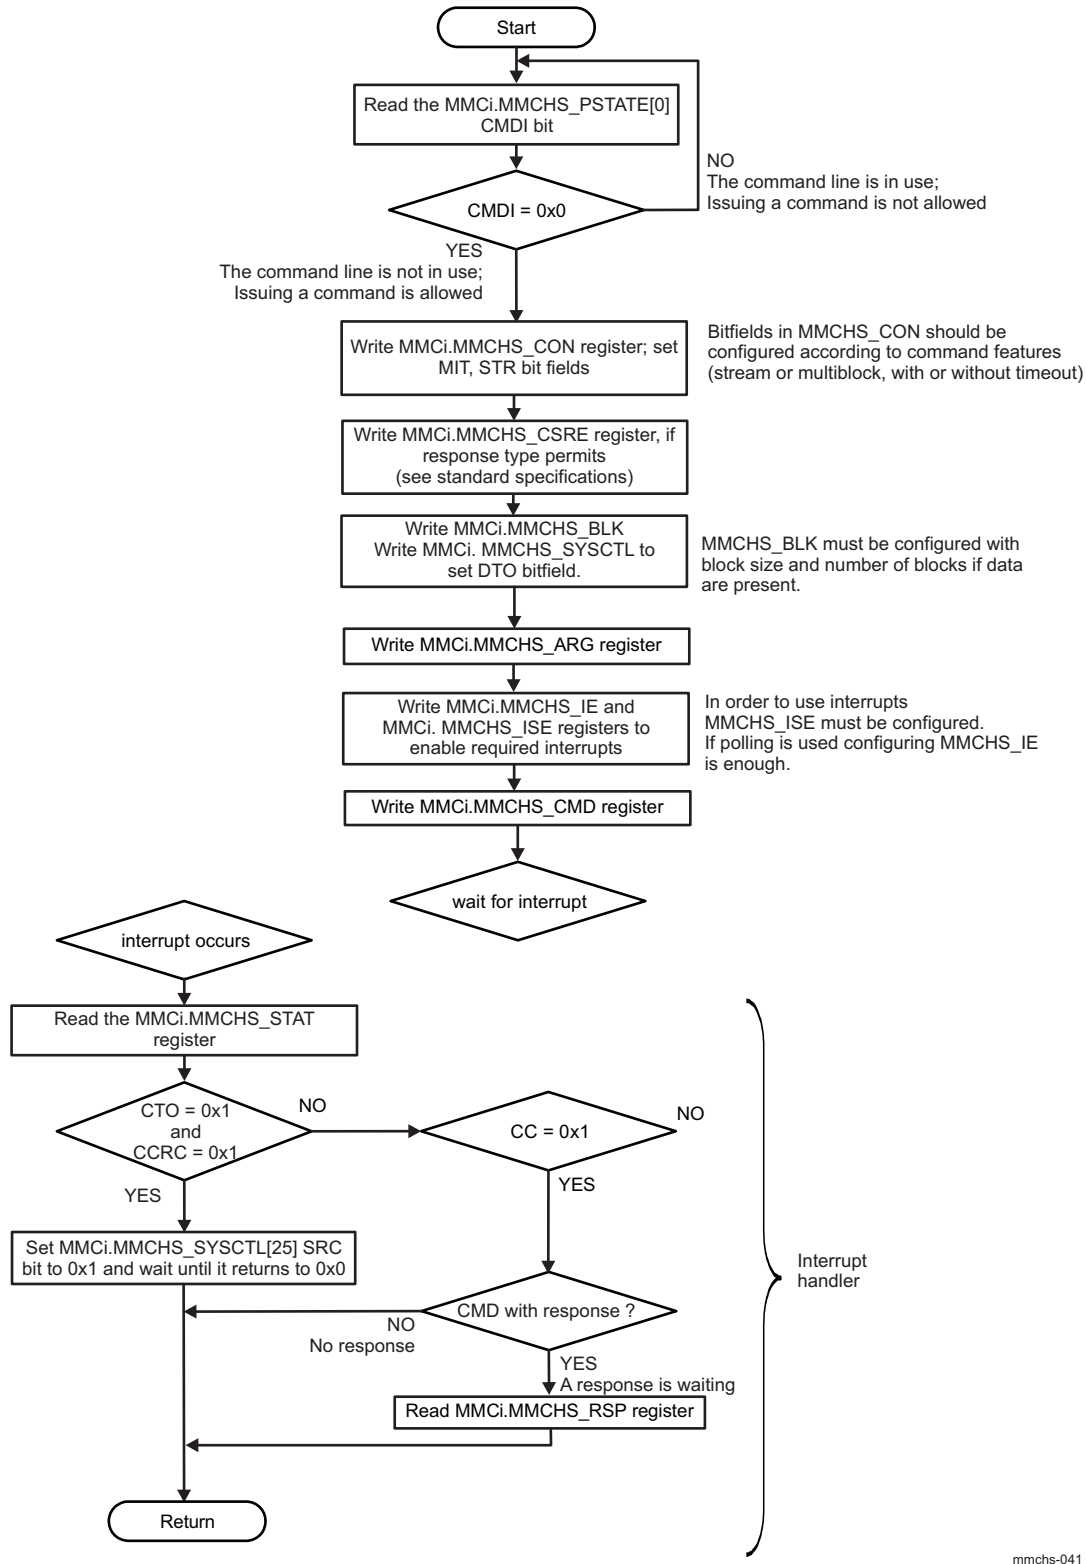 Start
Read the MMCi.MMCHS_PSTATE[0]
CMDI bit
NO
The command line is in use;
Issuing a command is not allowed
CMDI = 0x0
YES
The command line is not in use;
Issuing a command is allowed
Write MMCi.MMCHS_CON register; set
MIT, STR bit fields
Bitfields in MMCHS_CON should be
configured according to command features
(stream or multiblock, with or without timeout)
Write MMCi.MMCHS_CSRE register, if
response type permits
(see standard specifications)
Write MMCi.MMCHS_BLK
Write MMCi. MMCHS_SYSCTL to
set DTO bitfield.
MMCHS_BLK must be configured with
block size and number of blocks if data
are present.
Write MMCi.MMCHS_ARG register
Write MMCi.MMCHS_IE and
MMCi. MMCHS_ISE registers to
enable required interrupts
In order to use interrupts
MMCHS_ISE must be configured.
If polling is used configuring MMCHS_IE
is enough.
Write MMCi.MMCHS_CMD register
wait for interrupt
interrupt occurs
Read the MMCi.MMCHS_STAT
register
CTO = 0x1
and
CCRC = 0x1
NO
CC = 0x1
NO
YES
YES
Set MMCi.MMCHS_SYSCTL[25] SRC
bit to 0x1 and wait until it returns to 0x0
CMD with response ?
NO
No response
YES
A response is waiting
Read MMCi.MMCHS_RSP register
Interrupt
handler
Return
mmchs-041